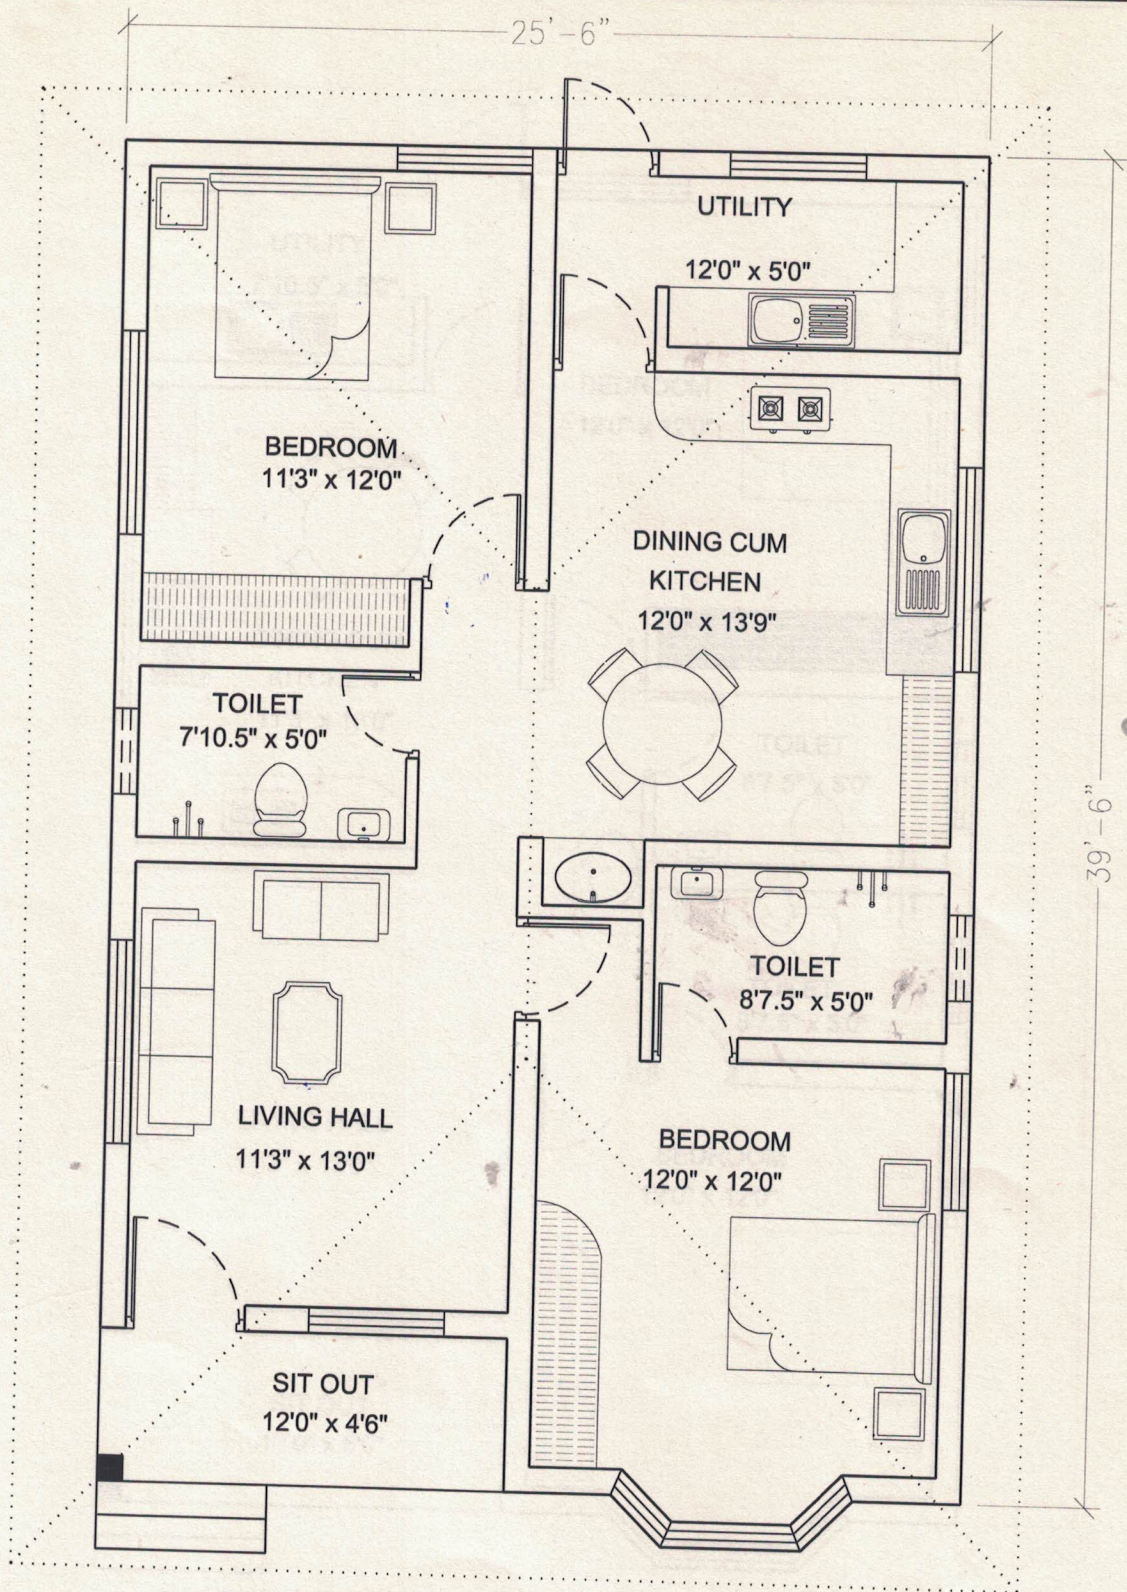 25'-6"
UTILITY
12'0" x 5'0"
BEDROOM
11'3" x 12'0"
DINING CUM
KITCHEN
12'0" x 13'9"
TOILET
7'10.5" x 5'0"
39'-6"
TOILET
8'7.5" x 5'0"
LIVING HALL
11'3" x 13'0"
BEDROOM
12'0" x 12'0"
SIT OUT
12'0" x 4'6"